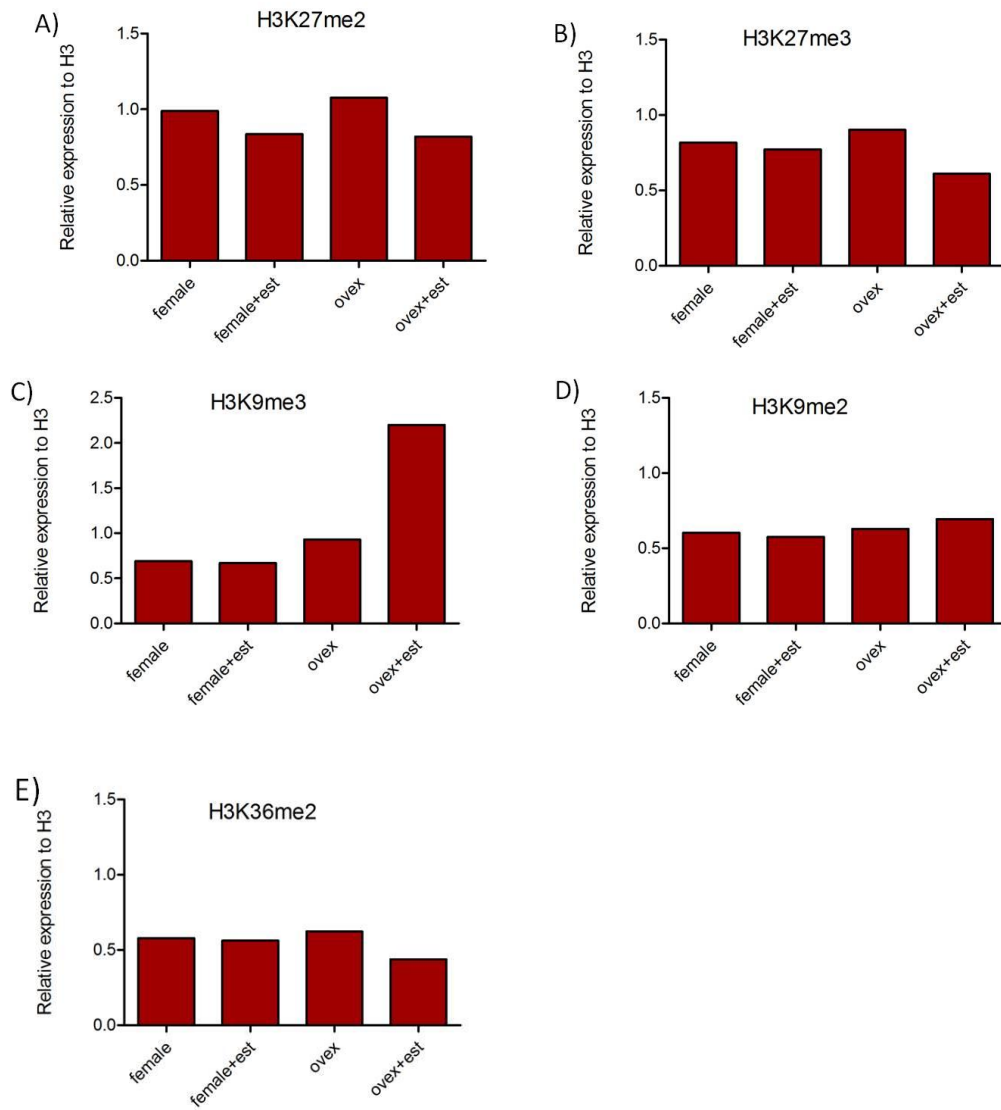 A)
H3K27me2
Relative expression to H3
1.5
1.0
0.5
0.0
female
female+est
ovex
ovex+est
B)
H3K27me3
Relative expression to H3
1.5
1.0
0.5
0.0
female
female+est
ovex
ovex+est
C)
H3K9me3
Relative expression to H3
2.5
2.0
1.5
1.0
0.5
0.0
female
female+est
ovex
ovex+est
D)
H3K9me2
Relative expression to H3
1.5
1.0
0.5
0.0
female
female+est
ovex
ovex+est
E)
H3K36me2
Relative expression to H3
1.5
1.0
0.5
0.0
female
female+est
ovex
ovex+est